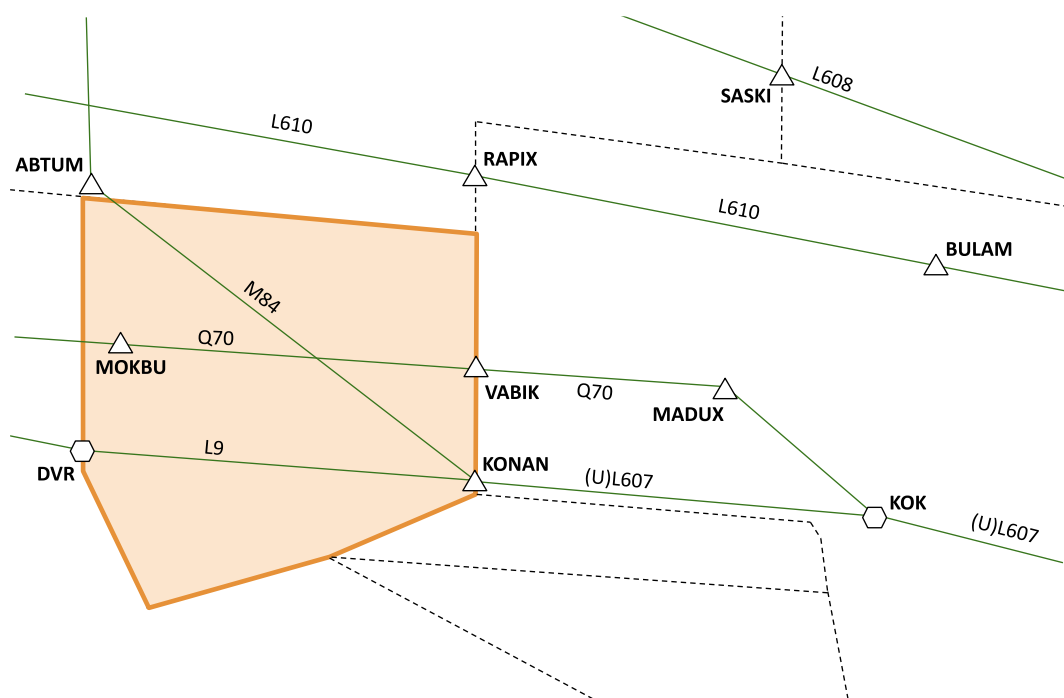 L608
SASKI
L610
RAPIX
ABTUM
L610
BULAM
M84
Q70
MOKBU
VABIK
Q70
MADUX
L9
DVR
KONAN
(U)L607
KOK
(U)L607